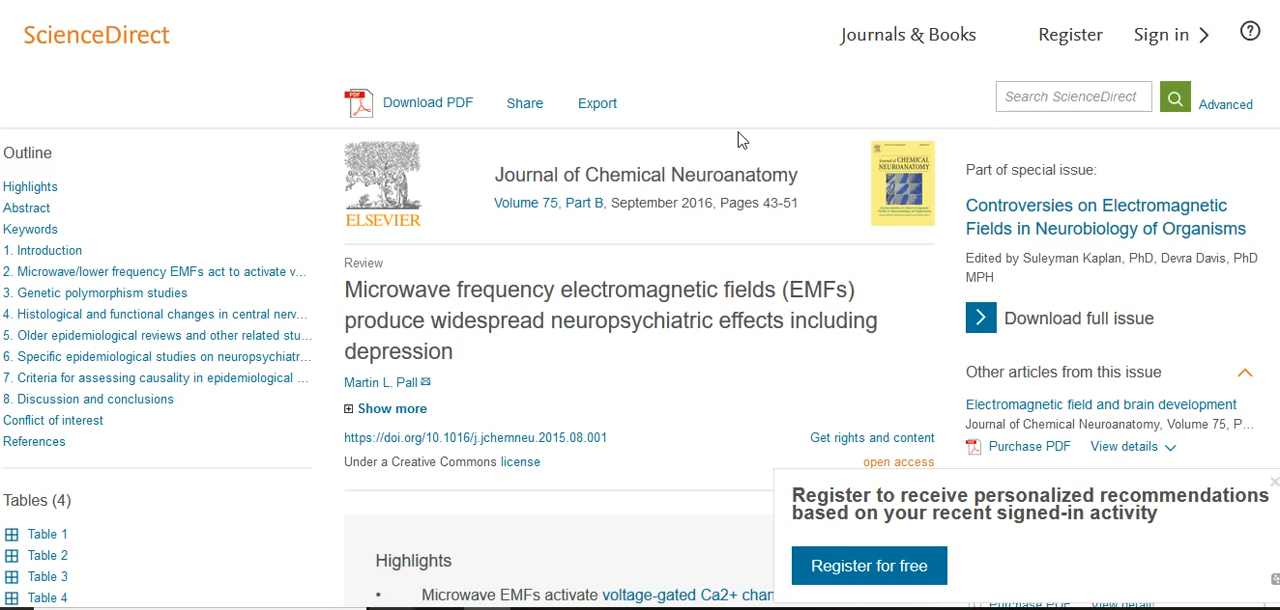 ScienceDirect
Journals & Books
Register
Sign in
Download PDF
Share
Export
Search ScienceDirect
Advanced
Outline
Highlights
Abstract
Keywords
1. Introduction
2. Microwave/lower frequency EMFs act to activate v...
3. Genetic polymorphism studies
4. Histological and functional changes in central nerv...
5. Older epidemiological reviews and other related stu...
6. Specific epidemiological studies on neuropsychiatr...
7. Criteria for assessing causality in epidemiological ...
8. Discussion and conclusions
Conflict of interest
References
Tables (4)
Table 1
Table 2
Table 3
Table 4
ELSEVIER
Journal of Chemical Neuroanatomy
Volume 75, Part B, September 2016, Pages 43-51
Journal of CHEMICAL
NEUROANATOMY
Review
Microwave frequency electromagnetic fields (EMFs)
produce widespread neuropsychiatric effects including
depression
Martin L. Pall
Show more
https://doi.org/10.1016/j.jchemneu.2015.08.001
Get rights and content
Under a Creative Commons license
open access
Highlights
• Microwave EMFs activate voltage-gated Ca2+ chan
Part of special issue:
Controversies on Electromagnetic
Fields in Neurobiology of Organisms
Edited by Suleyman Kaplan, PhD, Devra Davis, PhD
MPH
Download full issue
Other articles from this issue
Electromagnetic field and brain development
Journal of Chemical Neuroanatomy, Volume 75, P...
Purchase PDF
View details
Register to receive personalized recommendations
based on your recent signed-in activity
Register for free
Purchase PDF
View detail